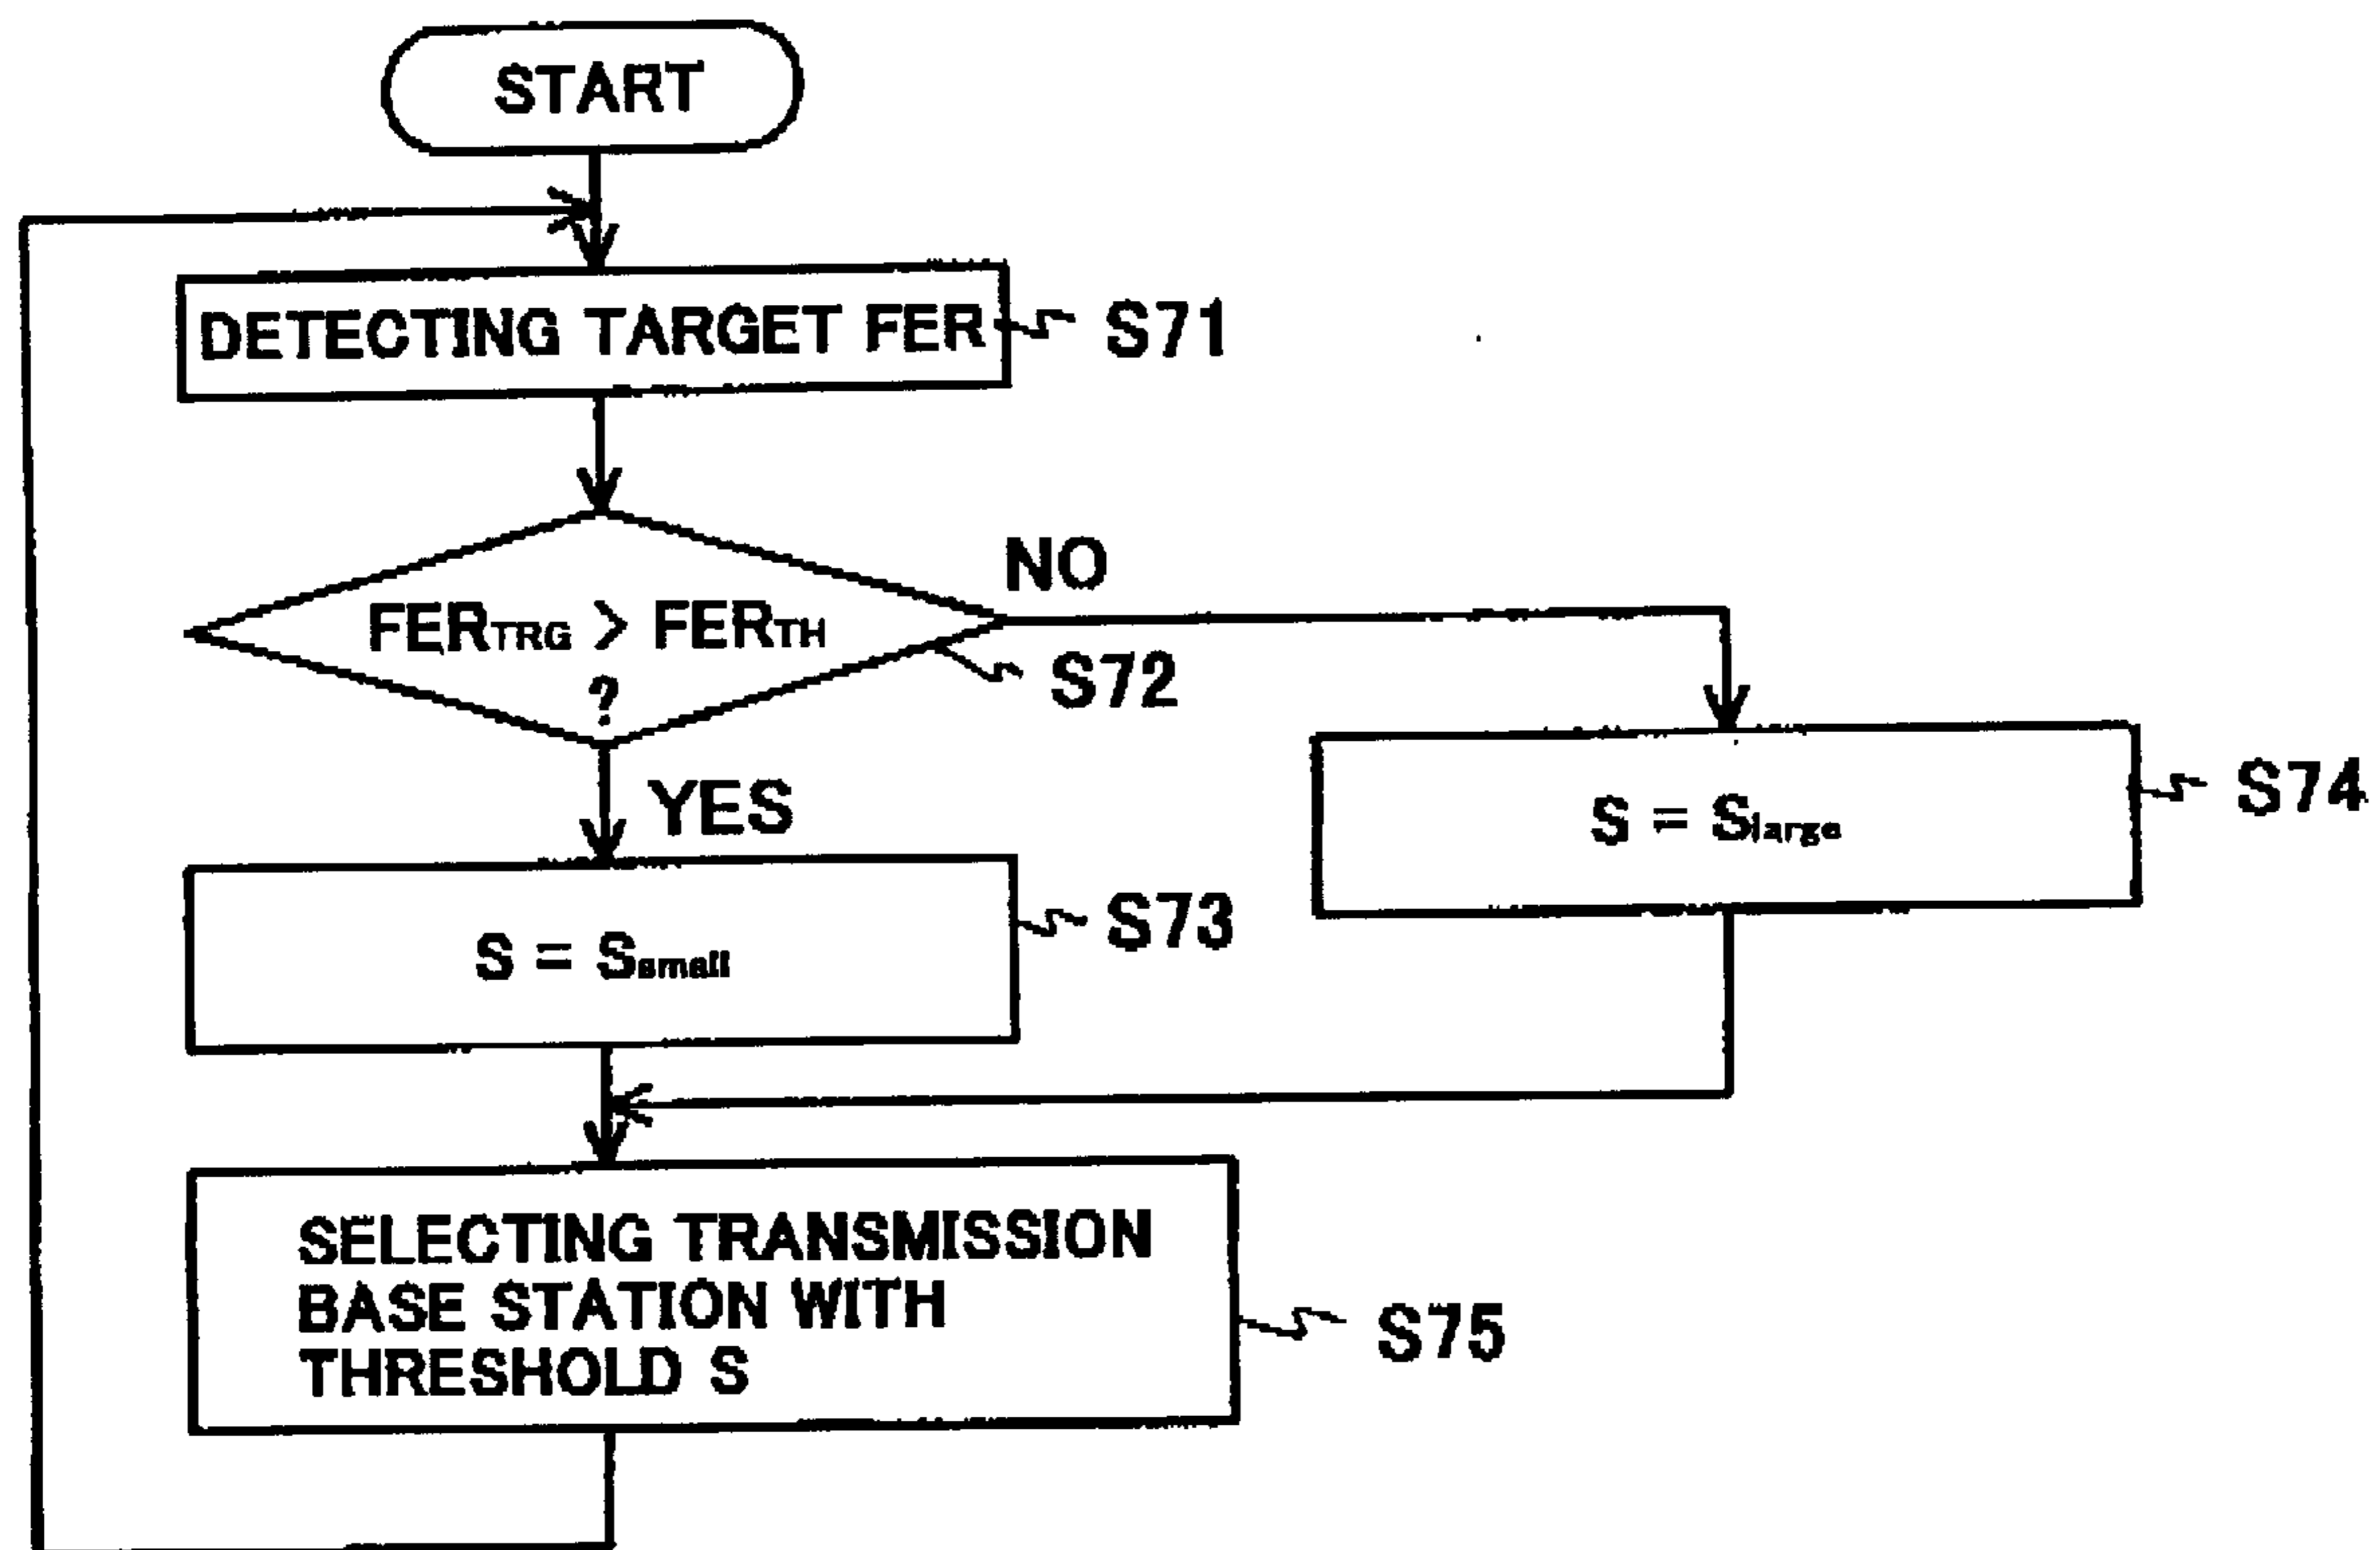 START
DETECTING TARGET FER
S71
NO
FERTRG > FERTH
?
S72
YES
S = Slarge
S74
S = Ssmall
S73
SELECTING TRANSMISSION
BASE STATION WITH
THRESHOLD S
S75